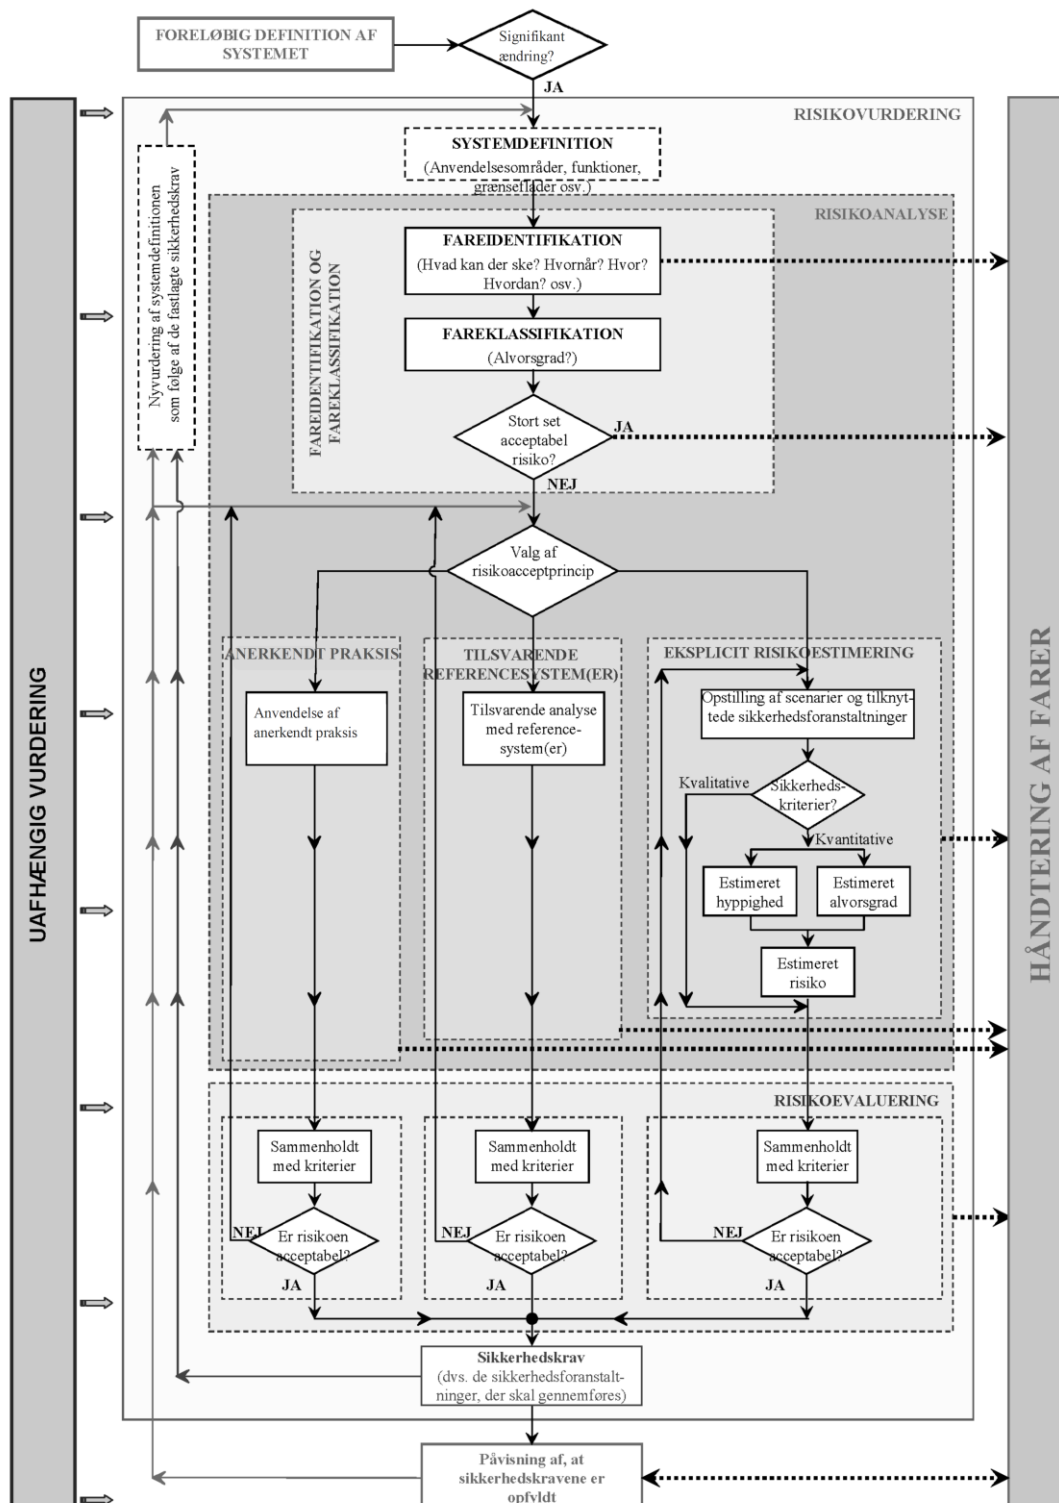 FORELØBIG DEFINITION AF
SYSTEMET
Signifikant
ændring?
JA
RISIKOVURDERING
SYSTEMDEFINITION
(Anvendelsesområder, funktioner,
grænseflader osv.)
Nyvurdering af systemdefinitionen
som følge af de fastlagte sikkerhedskrav
RISIKOANALYSE
FAREIDENTIFIKATION OG
FAREKLASSIFIKATION
FAREIDENTIFIKATION
(Hvad kan der ske? Hvornår? Hvor?
Hvordan? osv.)
FAREKLASSIFIKATION
(Alvorsgrad?)
Stort set
acceptabel
risiko?
JA
NEJ
Valg af
risikoacceptprincip
UAFHÆNGIG VURDERING
HÅNDTERING AF FARER
ANERKENDT PRAKSIS
Anvendelse af
anerkendt praksis
TILSVARENDE
REFERENCESYSTEM(ER)
Tilsvarende analyse
med reference-
system(er)
EKSPLICIT RISIKOESTIMERING
Opstilling af scenarier og tilknyt-
tede sikkerhedsforanstaltninger
Kvalitative
Sikkerheds-
kriterier?
Kvantitative
Estimeret
hyppighed
Estimeret
alvorsgrad
Estimeret
risiko
RISIKOEVALUERING
Sammenholdt
med kriterier
NEJ
Er risikoen
acceptabel?
JA
Sammenholdt
med kriterier
NEJ
Er risikoen
acceptabel?
JA
Sammenholdt
med kriterier
NEJ
Er risikoen
acceptabel?
JA
Sikkerhedskrav
(dvs. de sikkerhedsforanstalt-
ninger, der skal gennemføres)
Påvisning af, at
sikkerhedskravene er
opfyldt